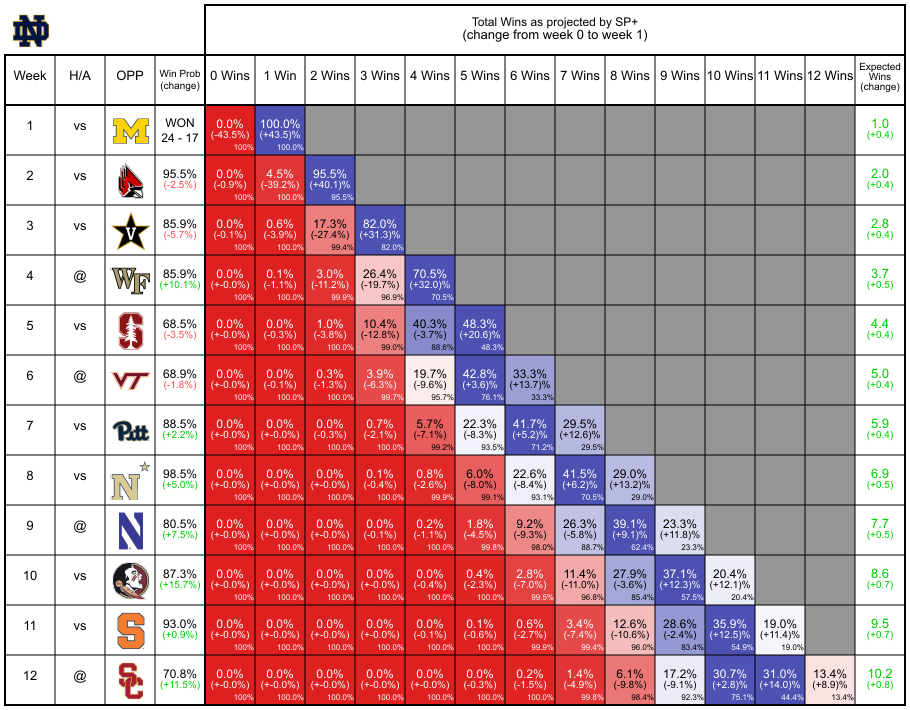 Total Wins as projected by SP+
(change from week 0 to week 1)
Week H/A OPP Win Prob (change) 0 Wins 1 Win 2 Wins 3 Wins 4 Wins 5 Wins 6 Wins 7 Wins 8 Wins 9 Wins 10 Wins 11 Wins 12 Wins Expected Wins (change)
1 vs M WON 0.0% 100.0% 1.0
24 - 17 (-43.5%) (+43.5)% (+0.4)
100% 100.0%
2 vs 95.5% 0.0% 4.5% 95.5% 2.0
(-2.5%) (-0.9%) (-39.2%) (+40.1)% (+0.4)
100% 100.0% 95.5%
3 vs V 85.9% 0.0% 0.6% 17.3% 82.0% 2.8
(-5.7%) (-0.1%) (-3.9%) (-27.4%) (+31.3)% (+0.4)
100% 100.0% 99.4% 82.0%
4 @ WF 85.9% 0.0% 0.1% 3.0% 26.4% 70.5% 3.7
(+10.1%) (+-0.0%) (-1.1%) (-11.2%) (-19.7%) (+32.0)% (+0.5)
100% 100.0% 99.9% 96.9% 70.5%
5 vs S 68.5% 0.0% 0.0% 1.0% 10.4% 40.3% 48.3% 4.4
(-3.5%) (+-0.0%) (-0.3%) (-3.8%) (-12.8%) (-3.7%) (+20.6)% (+0.4)
100% 100.0% 100.0% 99.0% 88.6% 48.3%
6 @ VT 68.9% 0.0% 0.0% 0.3% 3.9% 19.7% 42.8% 33.3% 5.0
(-1.8%) (+-0.0%) (-0.1%) (-1.3%) (-6.3%) (-9.6%) (+3.6)% (+13.7)% (+0.4)
100% 100.0% 100.0% 99.7% 95.7% 76.1% 33.3%
7 vs Pitt 88.5% 0.0% 0.0% 0.0% 0.7% 5.7% 22.3% 41.7% 29.5% 5.9
(+2.2%) (+-0.0%) (+-0.0%) (-0.3%) (-2.1%) (-7.1%) (-8.3%) (+5.2)% (+12.6)% (+0.4)
100% 100.0% 100.0% 100.0% 99.2% 93.5% 71.2% 29.5%
8 vs N 98.5% 0.0% 0.0% 0.0% 0.1% 0.8% 6.0% 22.6% 41.5% 29.0% 6.9
(+5.0%) (+-0.0%) (+-0.0%) (+-0.0%) (-0.4%) (-2.6%) (-8.0%) (-8.4%) (+6.2)% (+13.2)% (+0.5)
100% 100.0% 100.0% 100.0% 99.9% 99.1% 93.1% 70.5% 29.0%
9 @ N 80.5% 0.0% 0.0% 0.0% 0.0% 0.2% 1.8% 9.2% 26.3% 39.1% 23.3% 7.7
(+7.5%) (+-0.0%) (+-0.0%) (+-0.0%) (-0.1%) (-1.1%) (-4.5%) (-9.3%) (-5.8%) (+9.1)% (+11.8)% (+0.5)
100% 100.0% 100.0% 100.0% 100.0% 99.8% 98.0% 88.7% 62.4% 23.3%
10 vs 87.3% 0.0% 0.0% 0.0% 0.0% 0.0% 0.4% 2.8% 11.4% 27.9% 37.1% 20.4% 8.6
(+15.7%) (+-0.0%) (+-0.0%) (+-0.0%) (+-0.0%) (-0.4%) (-2.3%) (-7.0%) (-11.0%) (-3.6%) (+12.3)% (+12.1)% (+0.7)
100% 100.0% 100.0% 100.0% 100.0% 100.0% 99.5% 96.8% 85.4% 57.5% 20.4%
11 vs S 93.0% 0.0% 0.0% 0.0% 0.0% 0.0% 0.1% 0.6% 3.4% 12.6% 28.6% 35.9% 19.0% 9.5
(+0.9%) (+-0.0%) (+-0.0%) (+-0.0%) (+-0.0%) (-0.1%) (-0.6%) (-2.7%) (-7.4%) (-10.6%) (-2.4%) (+12.5)% (+11.4)% (+0.7)
100% 100.0% 100.0% 100.0% 100.0% 100.0% 99.9% 99.4% 96.0% 83.4% 54.9% 19.0%
12 @ SC 70.8% 0.0% 0.0% 0.0% 0.0% 0.0% 0.0% 0.2% 1.4% 6.1% 17.2% 30.7% 31.0% 13.4% 10.2
(+11.5%) (+-0.0%) (+-0.0%) (+-0.0%) (+-0.0%) (+-0.0%) (-0.3%) (-1.5%) (-4.9%) (-9.8%) (-9.1%) (+2.8)% (+14.0)% (+8.9)% (+0.8)
100% 100.0% 100.0% 100.0% 100.0% 100.0% 100.0% 99.8% 98.4% 92.3% 75.1% 44.4% 13.4%